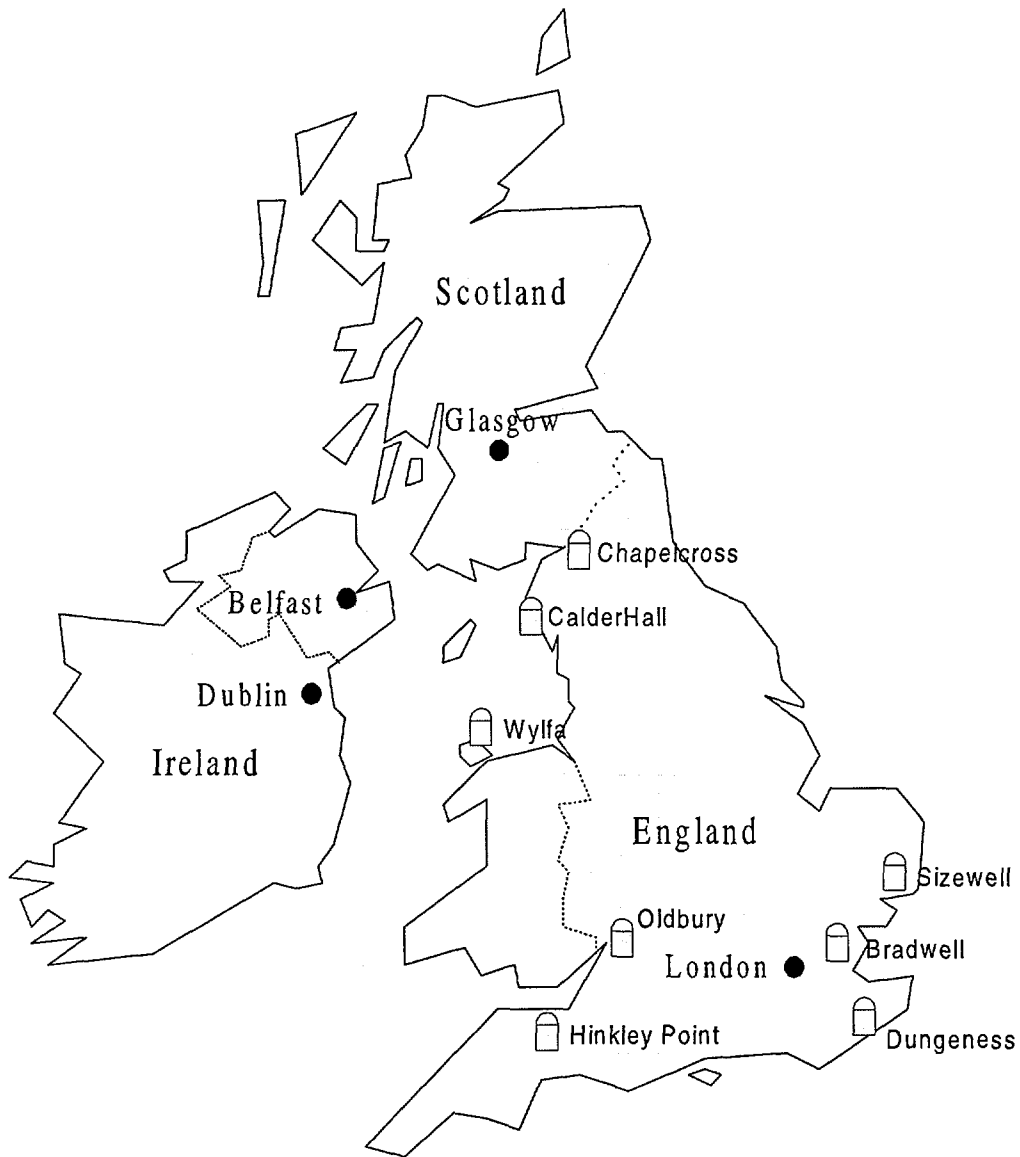 Scotland
Glasgow
Chapelcross
Belfast
CalderHall
Dublin
Wylfa
Ireland
England
Sizewell
Oldbury
Bradwell
London
Hinkley Point
Dungeness